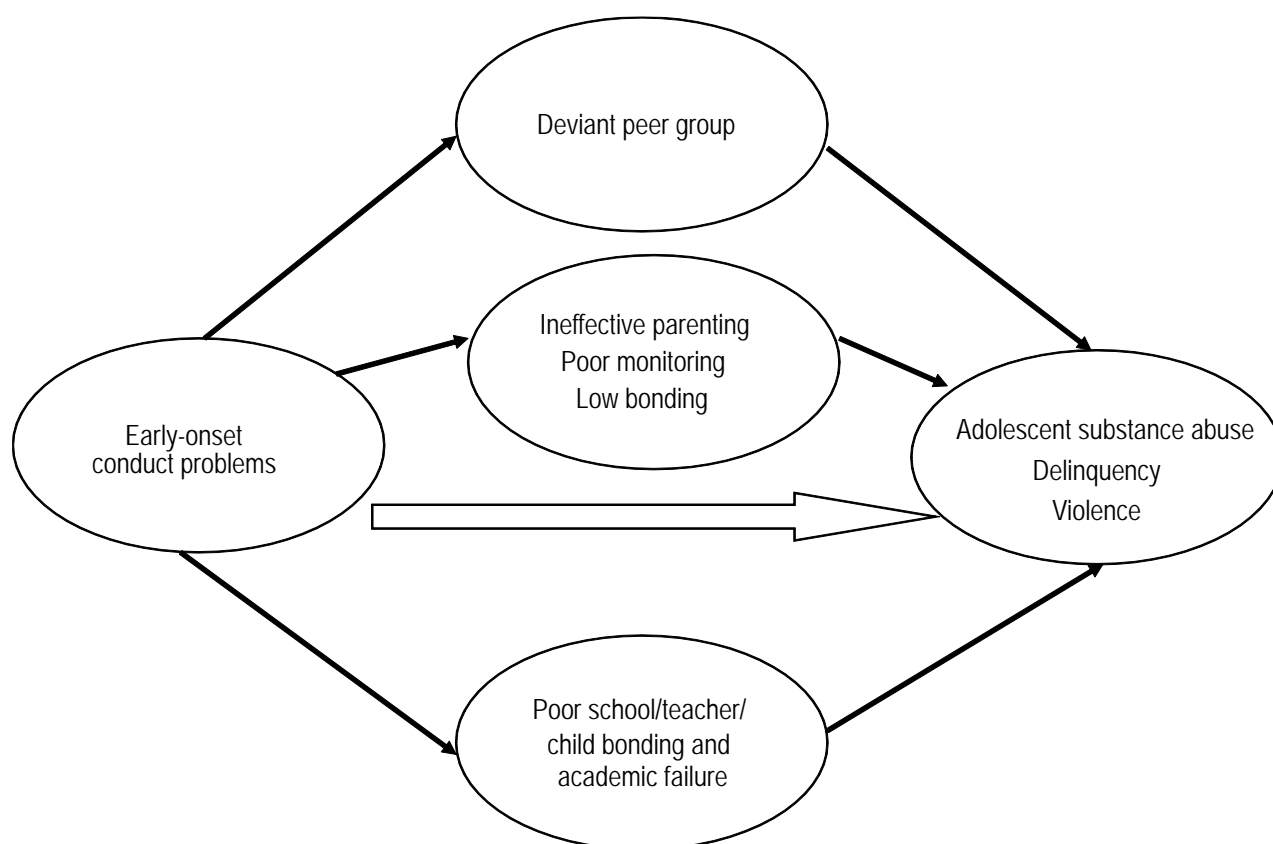 Deviant peer group
Ineffective parenting
Poor monitoring
Low bonding
Early-onset
conduct problems
Adolescent substance abuse
Delinquency
Violence
Poor school/teacher/
child bonding and
academic failure